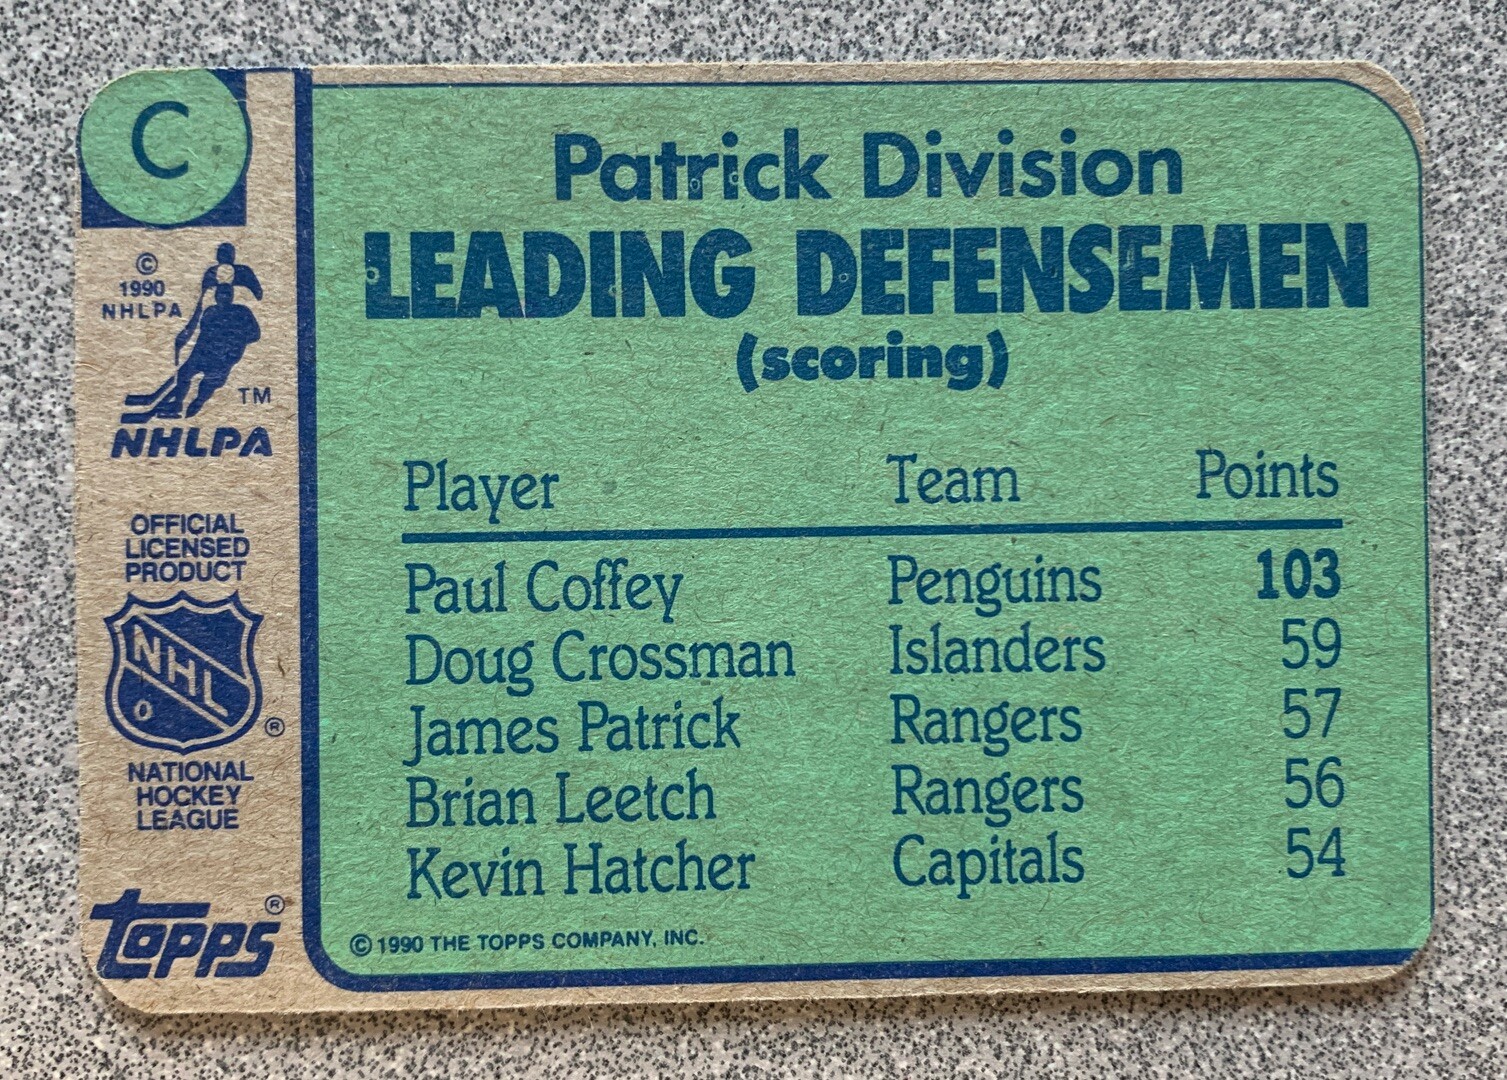 C
©
1990
NHLPA
TM
NHLPA
OFFICIAL
LICENSED
PRODUCT
NHL
®
NATIONAL
HOCKEY
LEAGUE
topps ®
Patrick Division
LEADING DEFENSEMEN
(scoring)
Player Team Points
Paul Coffey Penguins 103
Doug Crossman Islanders 59
James Patrick Rangers 57
Brian Leetch Rangers 56
Kevin Hatcher Capitals 54
© 1990 THE TOPPS COMPANY, INC.